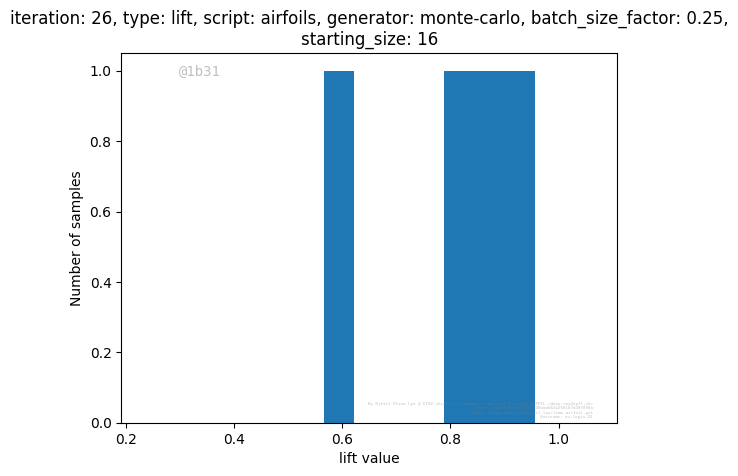 iteration: 26, type: lift, script: airfoils, generator: monte-carlo, batch_size_factor: 0.25,
starting_size: 16
@1b31
1.0
0.8
0.6
0.4
0.2
0.0
Number of samples
0.2 0.4 0.6 0.8 1.0
lift value